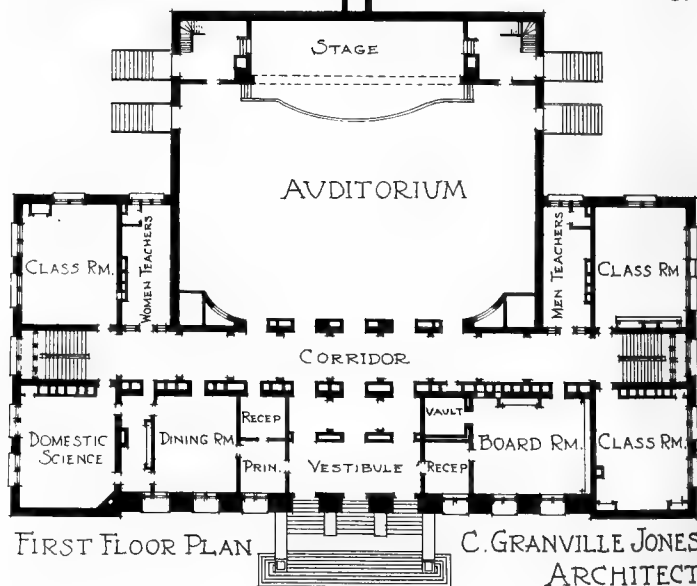 STAGE
AUDITORIUM
CLASS RM.
WOMEN TEACHERS
MEN TEACHERS
CLASS RM
CORRIDOR
DOMESTIC
SCIENCE
DINING RM.
RECEP
PRIN.
VESTIBULE
VAULT
RECEP
BOARD RM.
CLASS RM
FIRST FLOOR PLAN
C. GRANVILLE JONES
ARCHITECT